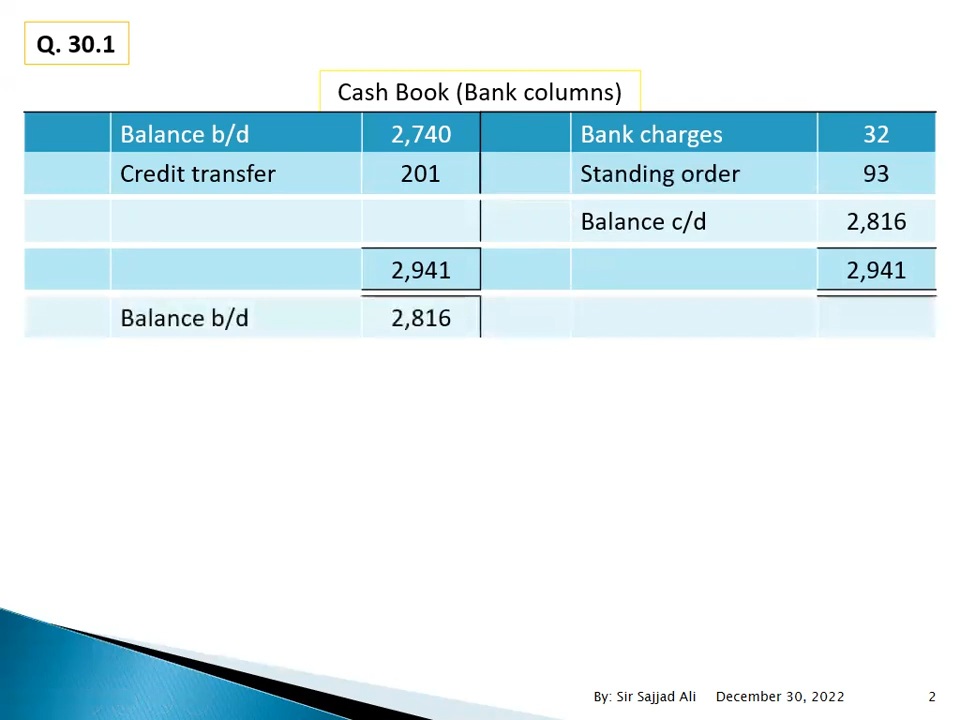 Q. 30.1
Cash Book (Bank columns)
Balance b/d 2,740 Bank charges 32
Credit transfer 201 Standing order 93
Balance c/d 2,816
2,941 2,941
Balance b/d 2,816
By: Sir Sajjad Ali December 30, 2022 2